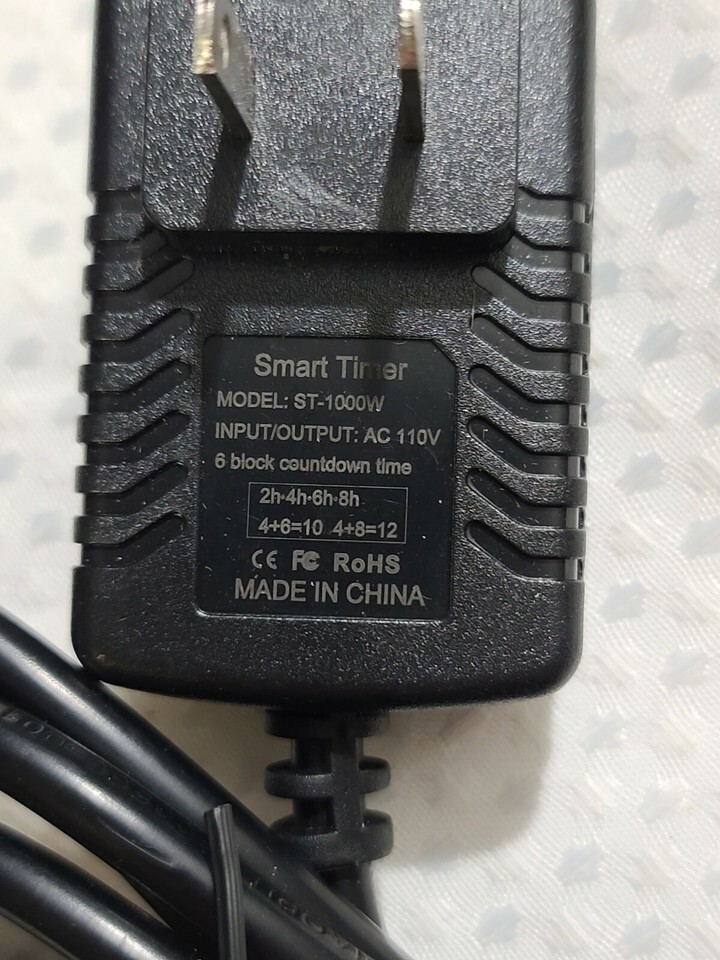 Smart Timer
MODEL: ST-1000W
INPUT/OUTPUT: AC 110V
6 block countdown time
2h·4h·6h·8h
4+6=10 4+8=12
CE FC RoHS
MADE IN CHINA